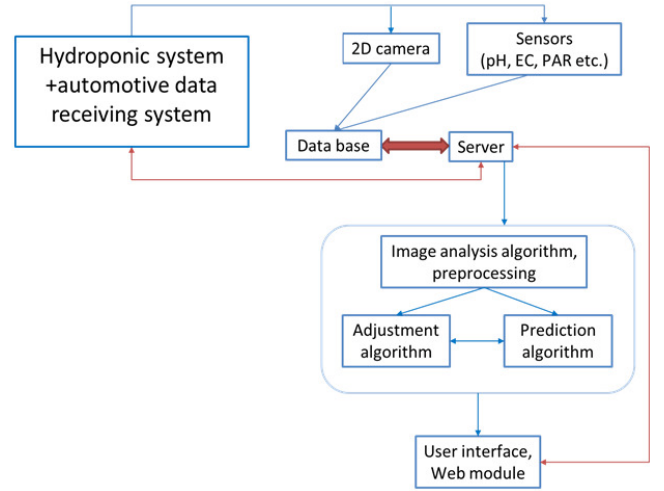 Hydroponic system
+automotive data
receiving system
2D camera
Sensors
(pH, EC, PAR etc.)
Data base
Server
Image analysis algorithm,
preprocessing
Adjustment
algorithm
Prediction
algorithm
User interface,
Web module